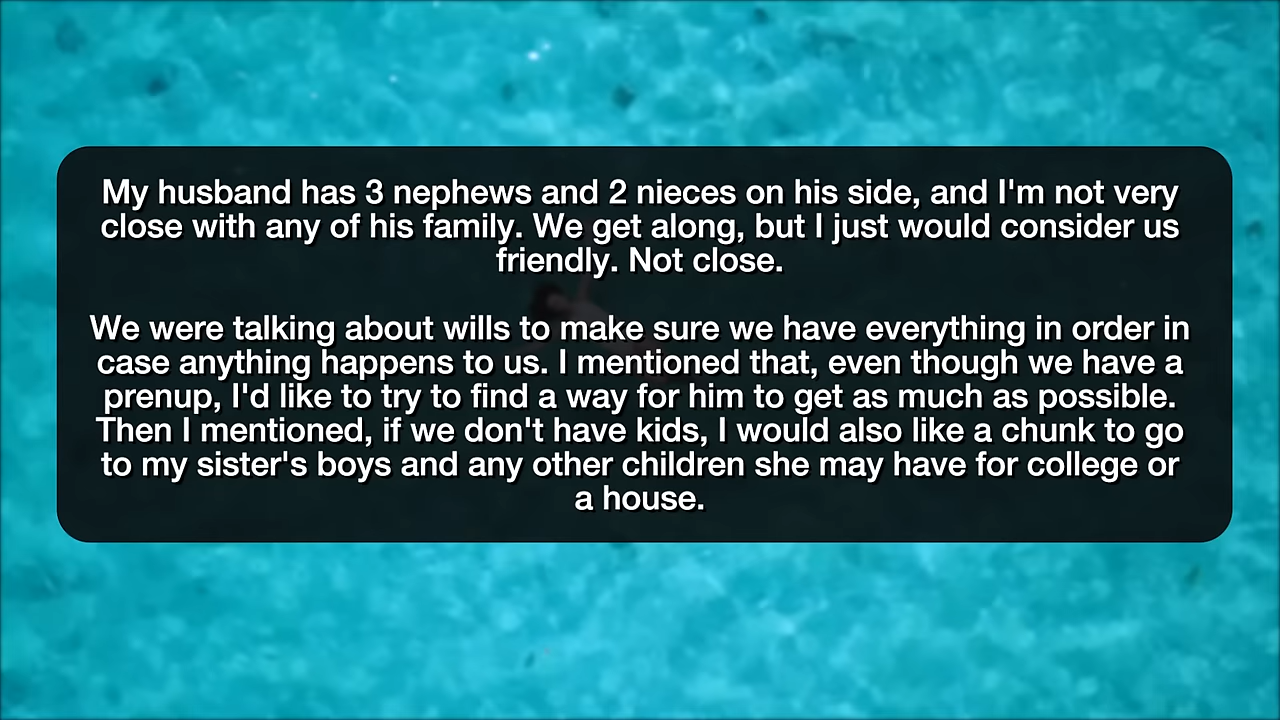 My husband has 3 nephews and 2 nieces on his side, and I'm not very
close with any of his family. We get along, but I just would consider us
friendly. Not close.
We were talking about wills to make sure we have everything in order in
case anything happens to us. I mentioned that, even though we have a
prenup, I'd like to try to find a way for him to get as much as possible.
Then I mentioned, if we don't have kids, I would also like a chunk to go
to my sister's boys and any other children she may have for college or
a house.